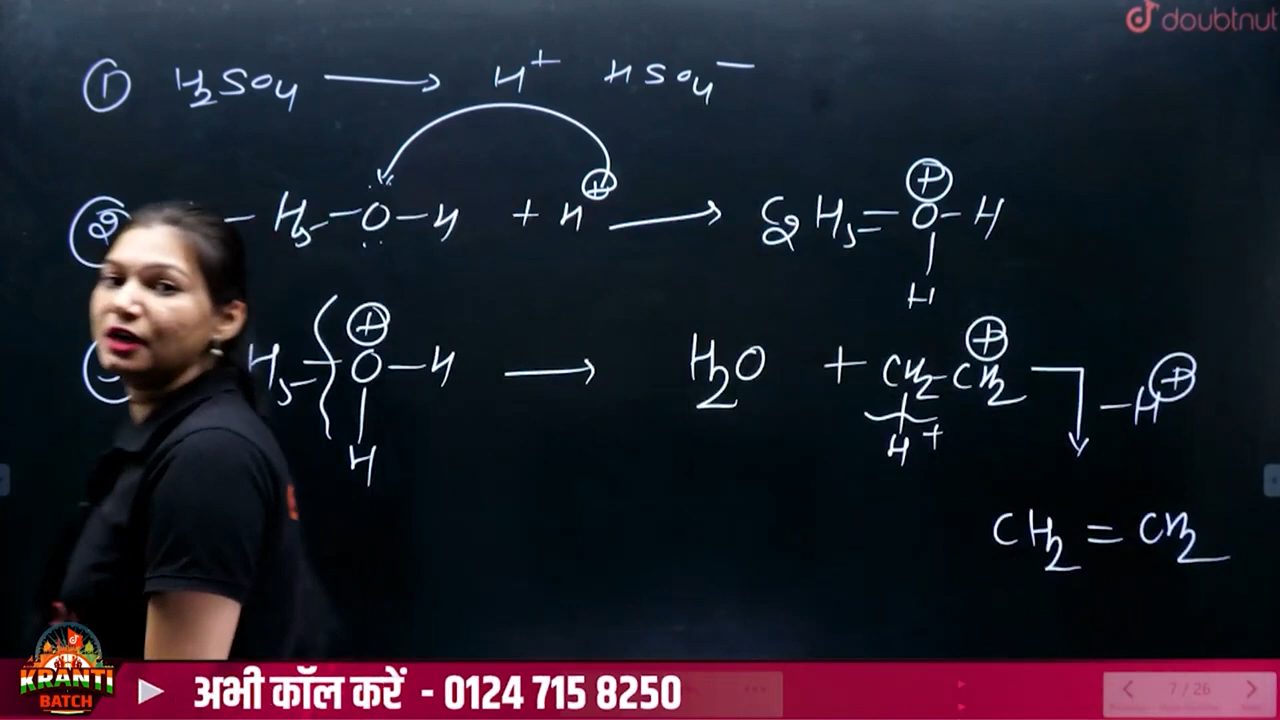 doubtnut
① H₂SO₄ ⟶ H⁺ HSO₄⁻
② – H₅–Ö–H + H⊕ ⟶ C₂H₅–O⊕–H
H
H₅–O⊕–H ⟶ H₂O + CH₂–CH₂⊕ –H⊕
H H⁺
CH₂ = CH₂
KRANTI
BATCH
अभी कॉल करें - 0124 715 8250
7 / 26